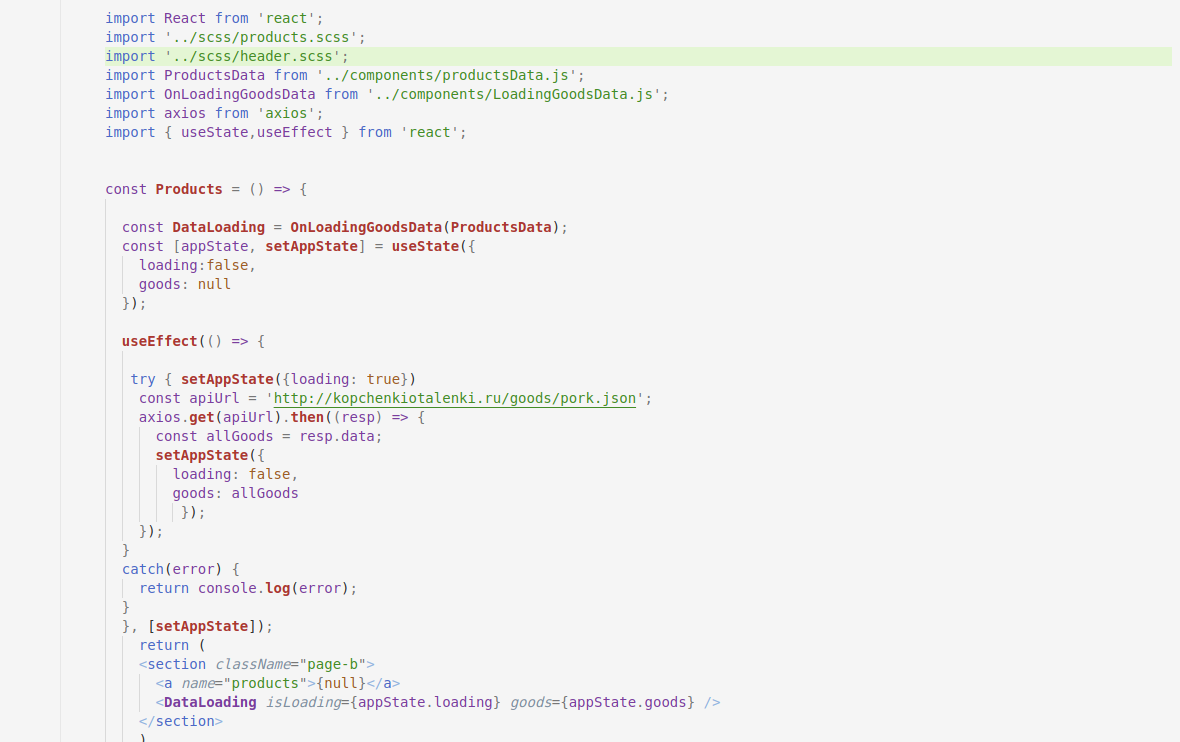 import React from 'react';
import '../scss/products.scss';
import '../scss/header.scss';
import ProductsData from '../components/productsData.js';
import OnLoadingGoodsData from '../components/LoadingGoodsData.js';
import axios from 'axios';
import { useState,useEffect } from 'react';
const Products = () => {
const DataLoading = OnLoadingGoodsData(ProductsData);
const [appState, setAppState] = useState({
loading:false,
goods: null
});
useEffect(() => {
try { setAppState({loading: true})
const apiUrl = 'http://kopchenkiotalenki.ru/goods/pork.json';
axios.get(apiUrl).then((resp) => {
const allGoods = resp.data;
setAppState({
loading: false,
goods: allGoods
});
});
}
catch(error) {
return console.log(error);
}
}, [setAppState]);
return (
<section className="page-b">
<a name="products">{null}</a>
<DataLoading isLoading={appState.loading} goods={appState.goods} />
</section>
)